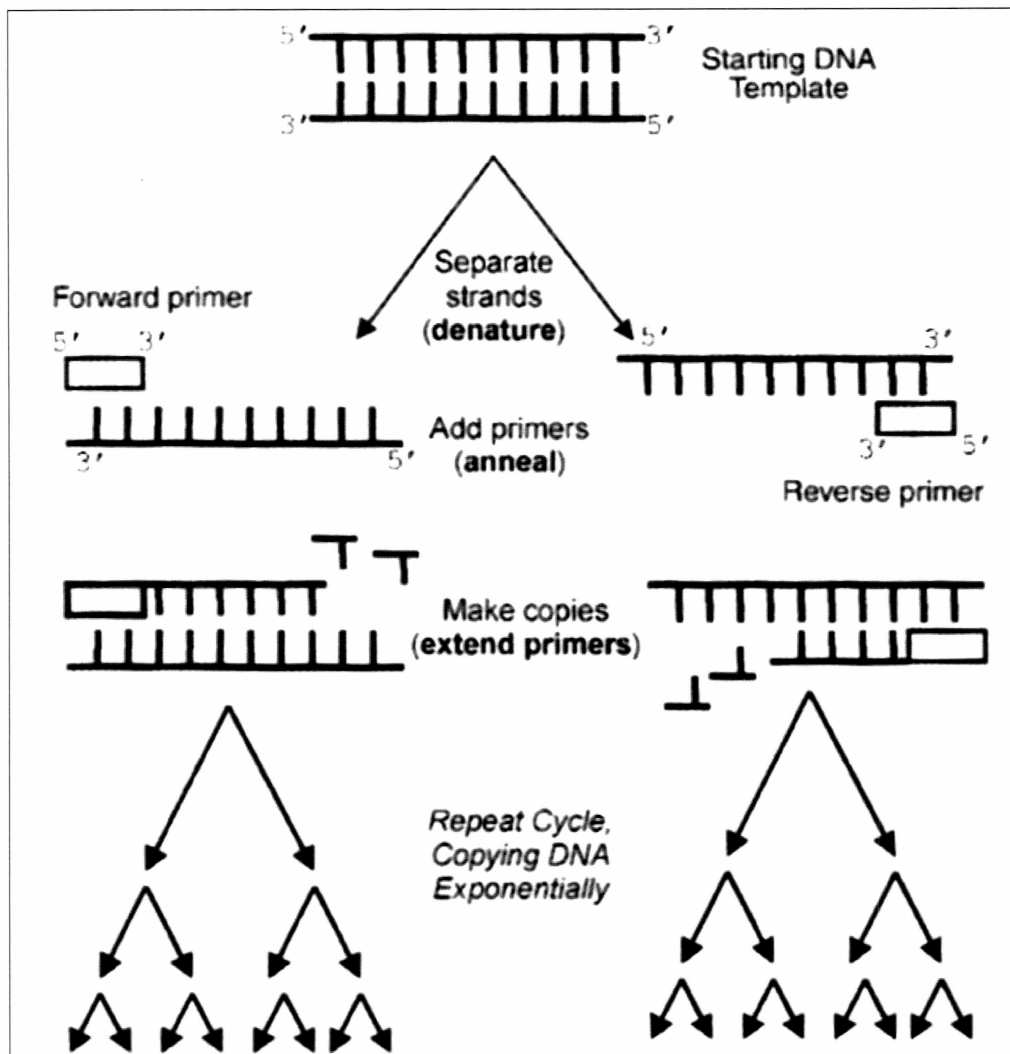 5′ 3′
Starting DNA
Template
3′ 5′
Separate
strands
(denature)
Forward primer
5′ 3′
5′ 3′
Add primers
(anneal)
3′ 5′
3′ 5′
Reverse primer
Make copies
(extend primers)
Repeat Cycle,
Copying DNA
Exponentially